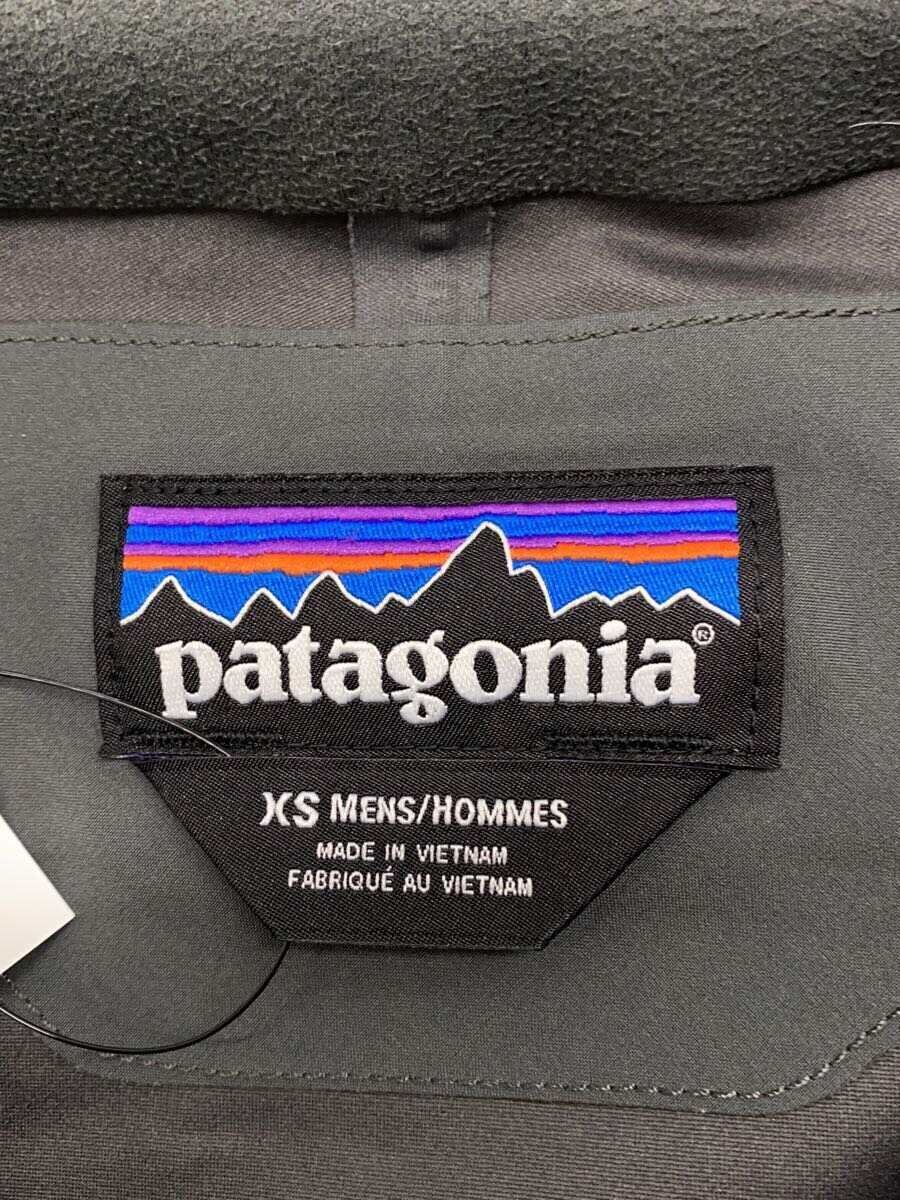 patagonia®
XS MENS/HOMMES
MADE IN VIETNAM
FABRIQUÉ AU VIETNAM